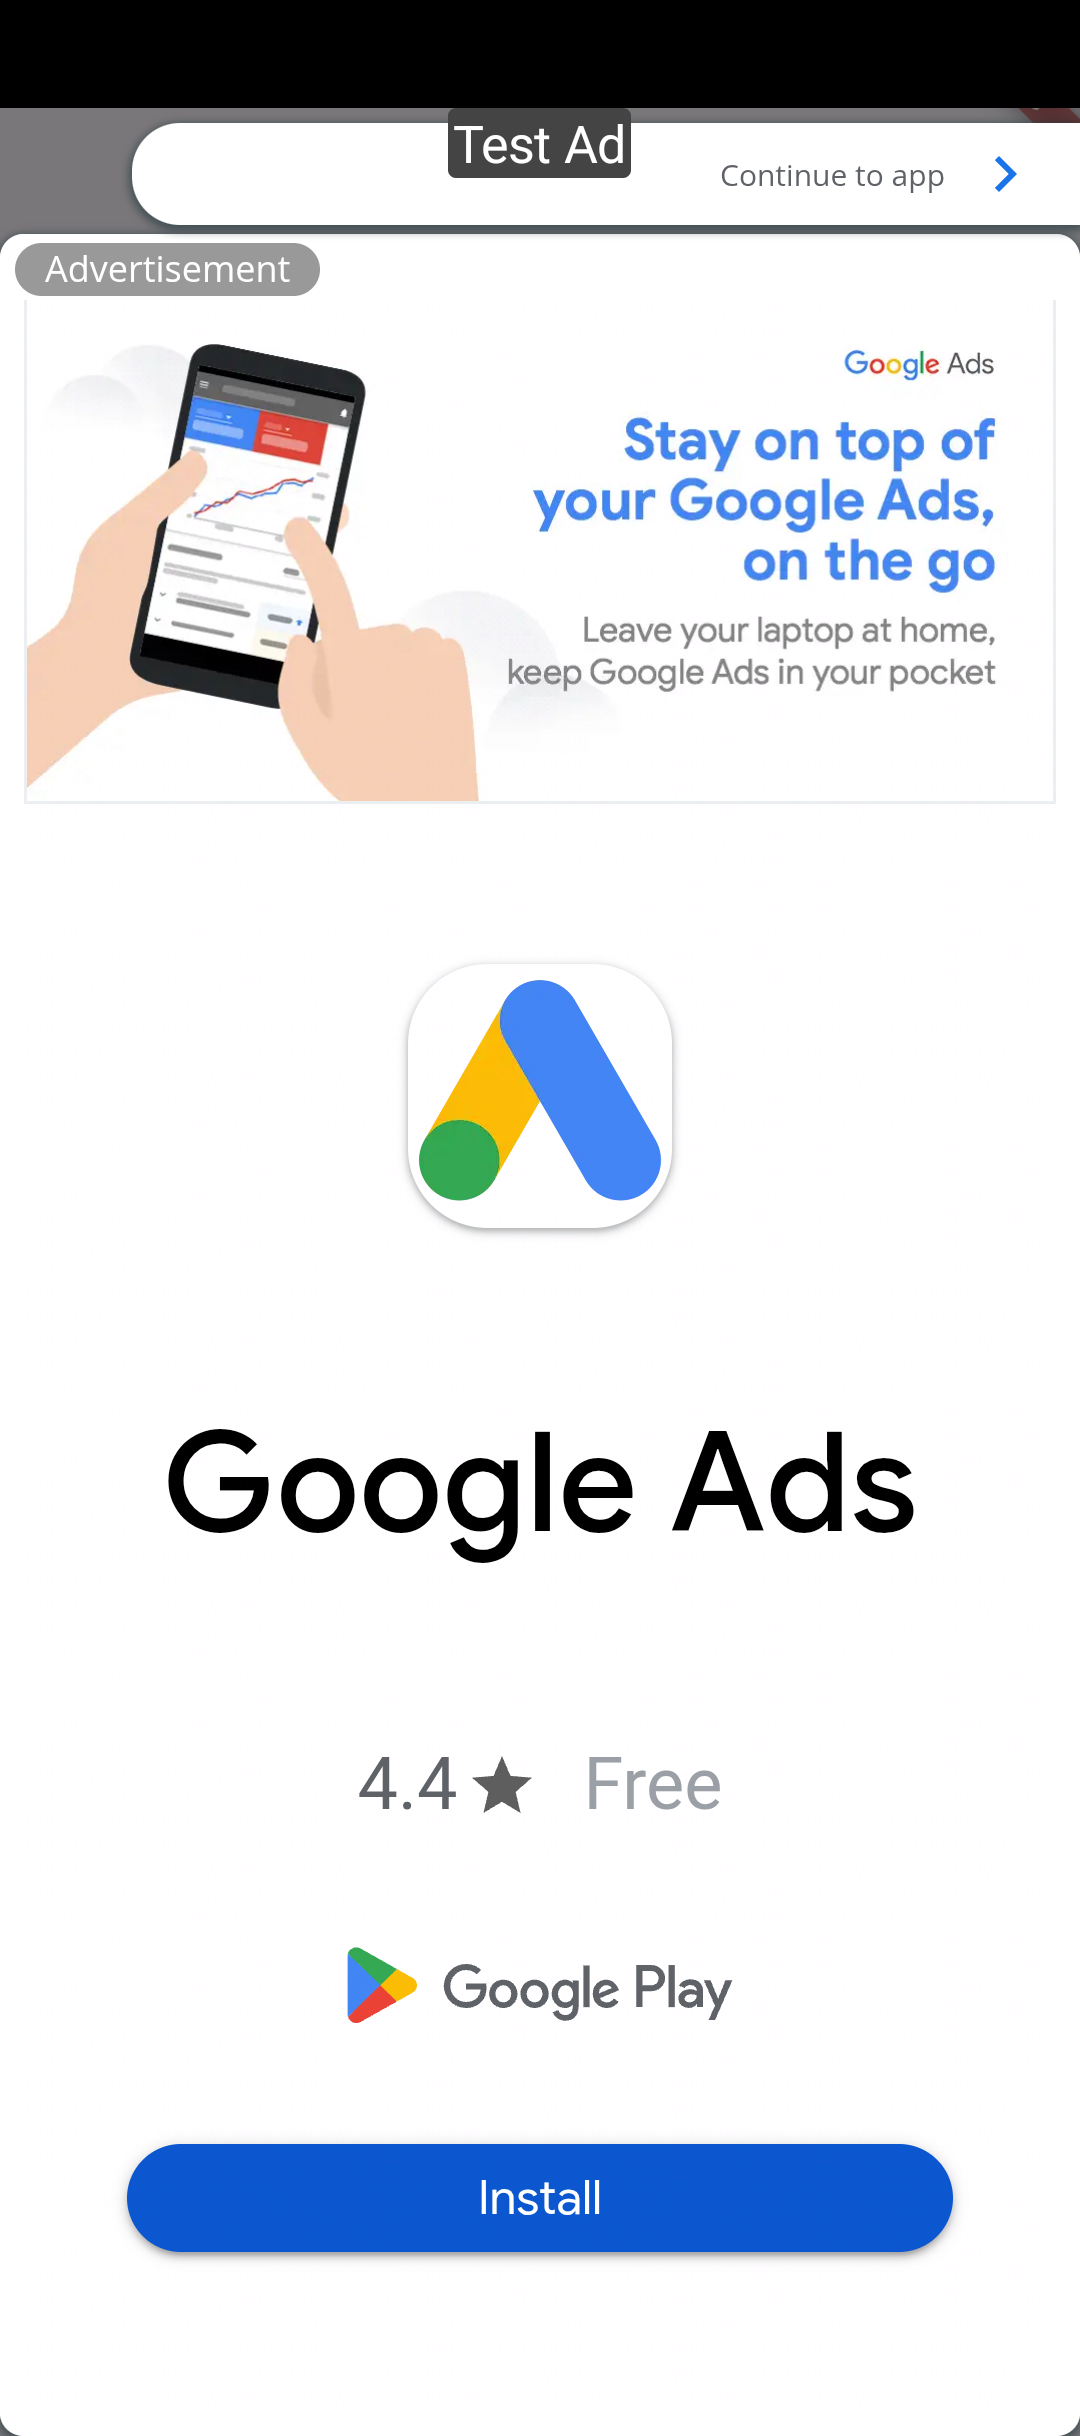 Test Ad
Continue to app
Advertisement
Google Ads
Stay on top of
your Google Ads,
on the go
Leave your laptop at home,
keep Google Ads in your pocket
Google Ads
4.4 ★ Free
Google Play
Install